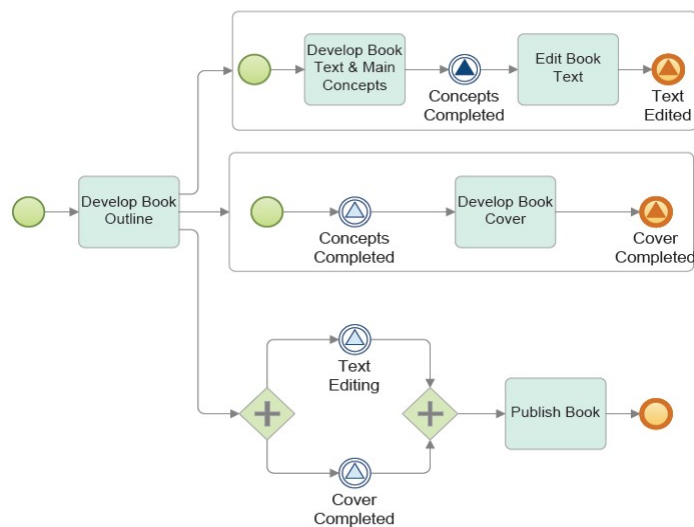 Develop Book
Text & Main
Concepts
Concepts
Completed
Edit Book
Text
Text
Edited
Develop Book
Outline
Concepts
Completed
Develop Book
Cover
Cover
Completed
Text
Editing
Publish Book
Cover
Completed